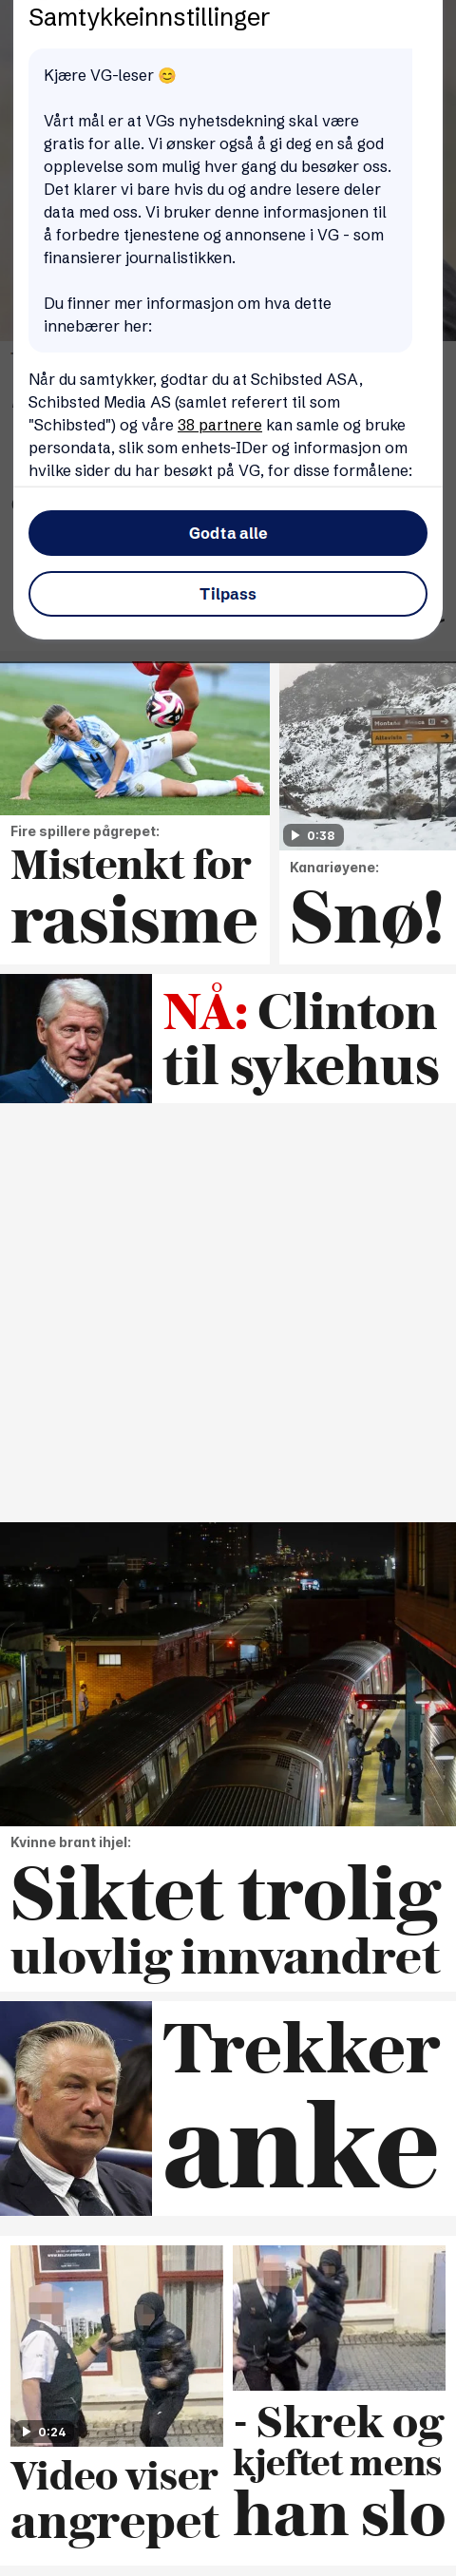 Samtykkeinnstillinger
Kjære VG-leser 😊
Vårt mål er at VGs nyhetsdekning skal være
gratis for alle. Vi ønsker også å gi deg en så god
opplevelse som mulig hver gang du besøker oss.
Det klarer vi bare hvis du og andre lesere deler
data med oss. Vi bruker denne informasjonen til
å forbedre tjenestene og annonsene i VG - som
finansierer journalistikken.
Du finner mer informasjon om hva dette
innebærer her:
Når du samtykker, godtar du at Schibsted ASA,
Schibsted Media AS (samlet referert til som
"Schibsted") og våre 38 partnere kan samle og bruke
persondata, slik som enhets-IDer og informasjon om
hvilke sider du har besøkt på VG, for disse formålene:
Godta alle
Tilpass
Fire spillere pågrepet:
Mistenkt for
rasisme
0:38
Kanariøyene:
Snø!
NÅ: Clinton
til sykehus
Kvinne brant ihjel:
Siktet trolig
ulovlig innvandret
Trekker
anke
0:24
Video viser
angrepet
- Skrek og
kjeftet mens
han slo